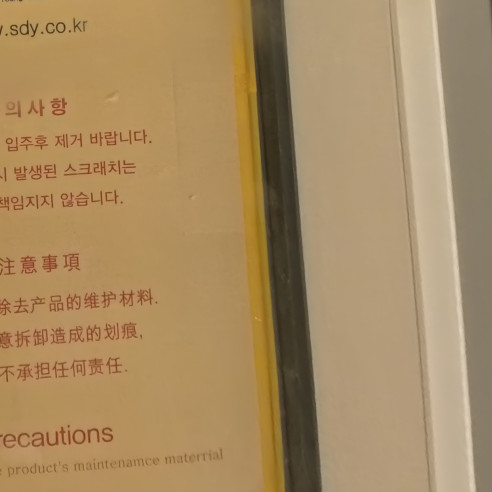 .sdy.co.kr
의사항
입주후 제거 바랍니다.
시 발생된 스크래치는
책임지지 않습니다.
注意事項
除去产品的维护材料.
意拆卸造成的划痕,
不承担任何责任.
recautions
product's maintenamce materrial